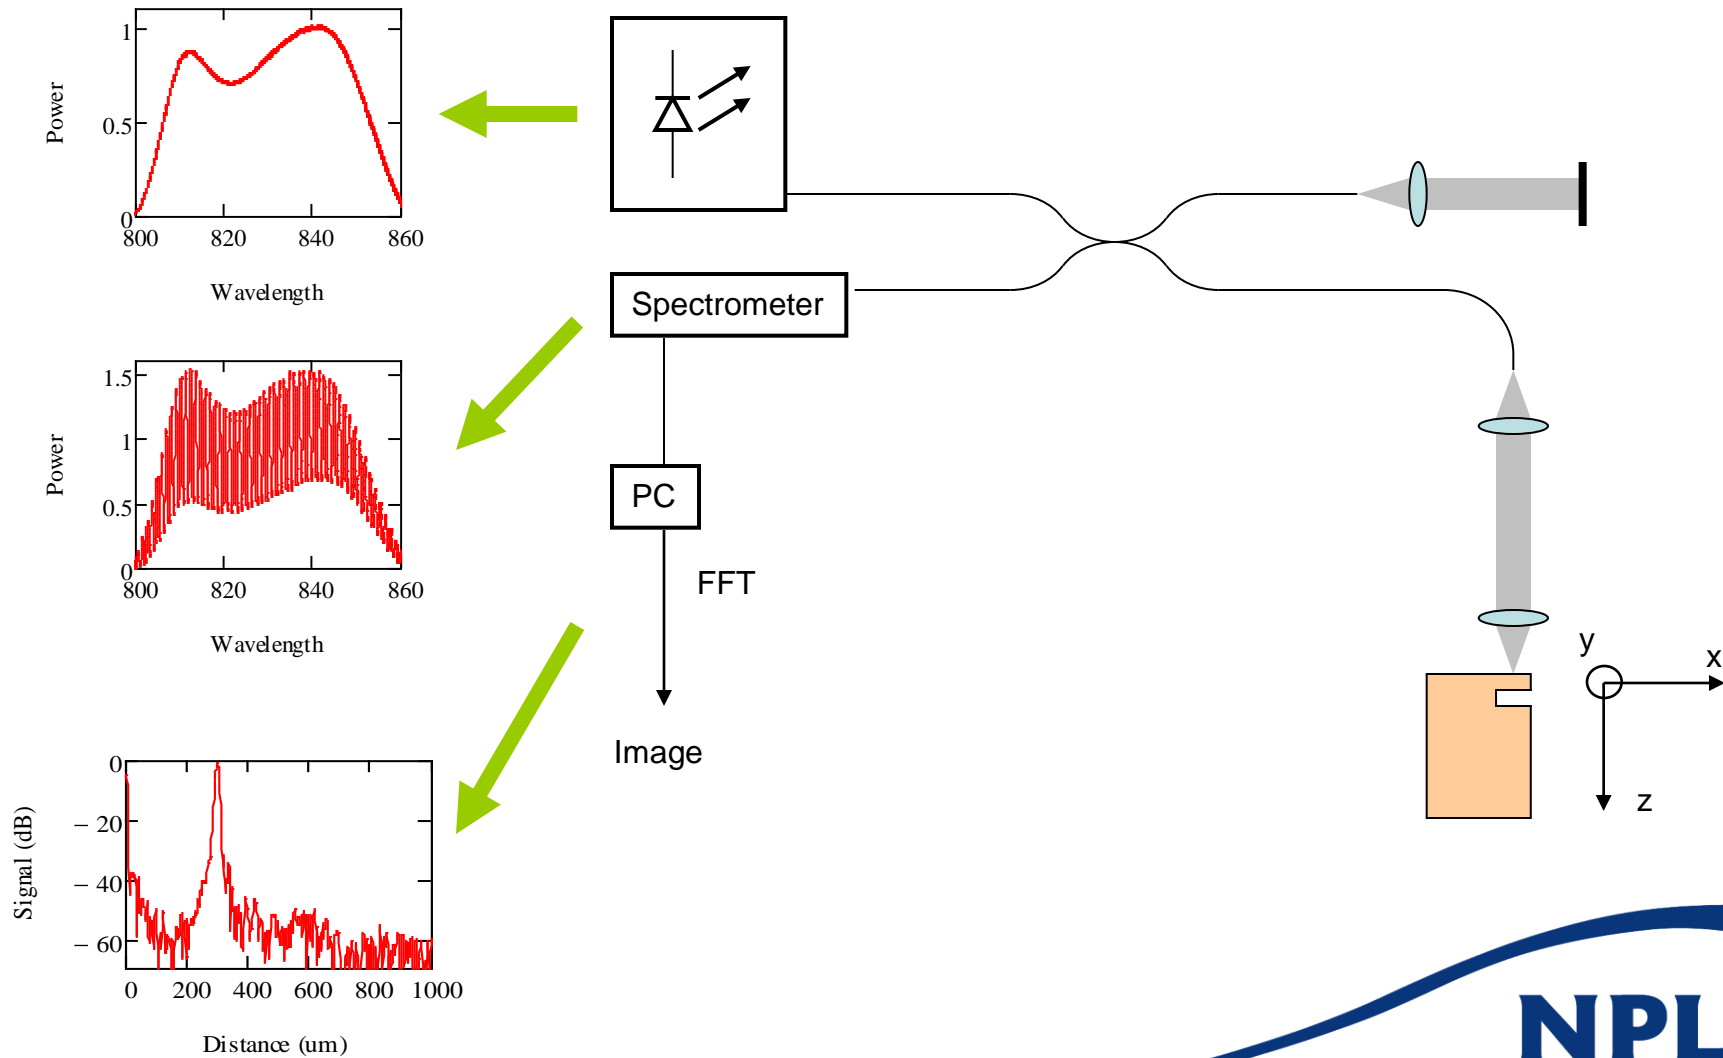 1
0.5
0
Power
800 820 840 860
Wavelength
1.5
1
0.5
0
Power
800 820 840 860
Wavelength
0
– 20
– 40
– 60
Signal (dB)
0 200 400 600 800 1000
Distance (um)
Spectrometer
PC
FFT
Image
y
x
z
NPL